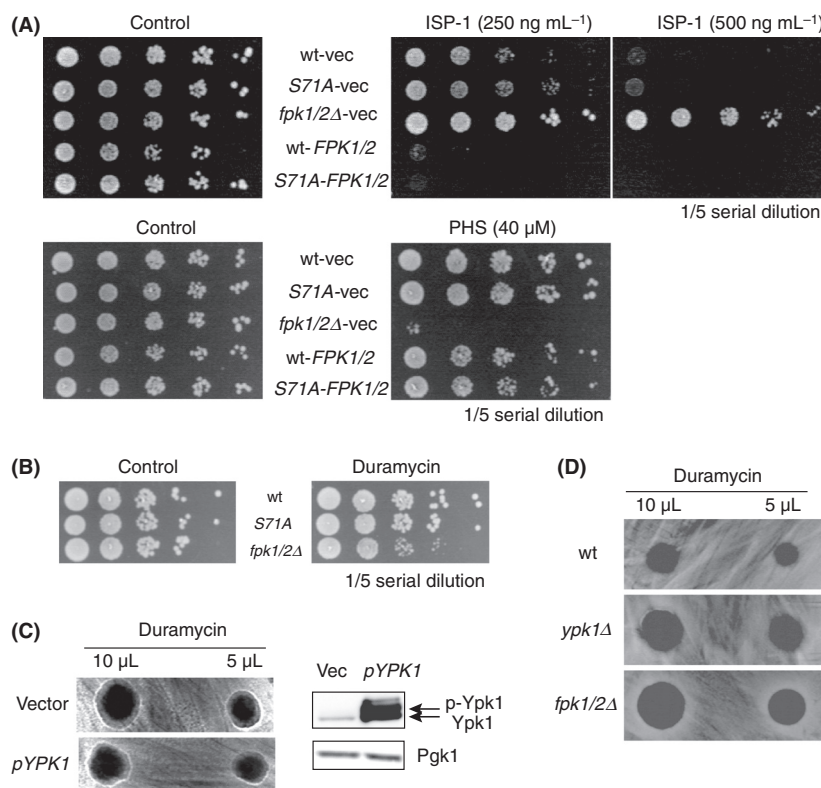 (A)
Control
ISP-1 (250 ng mL⁻¹)
ISP-1 (500 ng mL⁻¹)
wt-vec
S71A-vec
fpk1/2Δ-vec
wt-FPK1/2
S71A-FPK1/2
1/5 serial dilution
Control
PHS (40 μM)
wt-vec
S71A-vec
fpk1/2Δ-vec
wt-FPK1/2
S71A-FPK1/2
1/5 serial dilution
(B)
Control
Duramycin
wt
S71A
fpk1/2Δ
1/5 serial dilution
(C)
Duramycin
10 μL
5 μL
Vector
pYPK1
Vec
pYPK1
p-Ypk1
Ypk1
Pgk1
(D)
Duramycin
10 μL
5 μL
wt
ypk1Δ
fpk1/2Δ